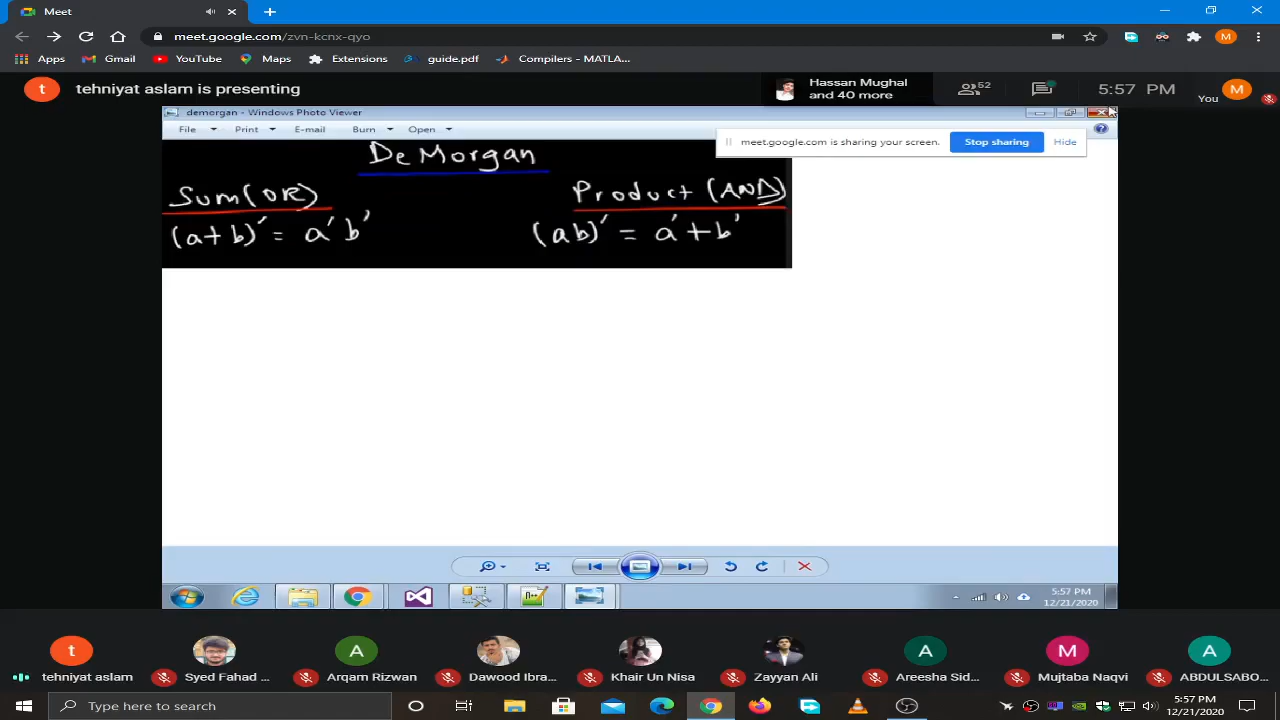 Meet
meet.google.com/zvn-kcnx-qyo
Apps Gmail YouTube Maps Extensions guide.pdf Compilers - MATLA...
t tehniyat aslam is presenting
Hassan Mughal and 40 more
52
5:57 PM
You M
demorgan - Windows Photo Viewer
File Print E-mail Burn Open
meet.google.com is sharing your screen. Stop sharing Hide
De Morgan
Sum(OR) Product (AND)
(a+b)' = a' b' (ab)' = a' + b'
5:57 PM
12/21/2020
t A A M A
tehniyat aslam Syed Fahad ... Arqam Rizwan Dawood Ibra... Khair Un Nisa Zayyan Ali Areesha Sid... Mujtaba Naqvi ABDULSABO...
Type here to search
5:57 PM
12/21/2020